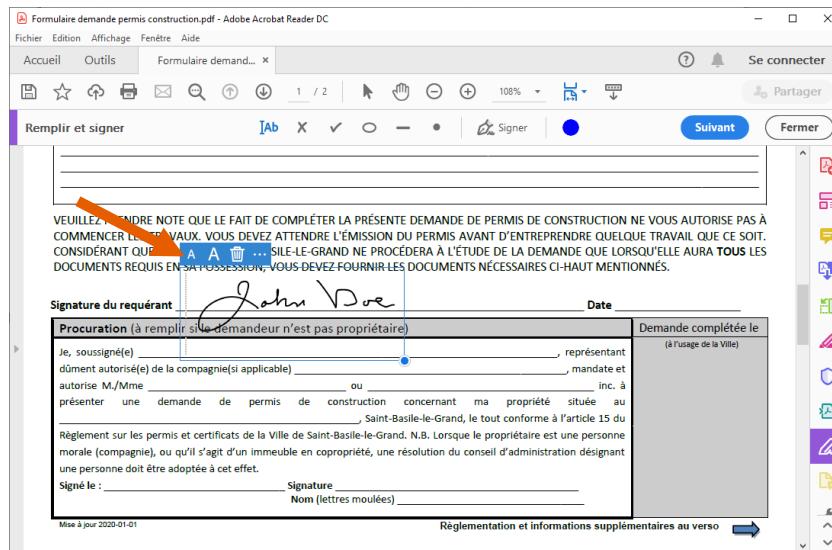 Formulaire demande permis construction.pdf - Adobe Acrobat Reader DC
Fichier Edition Affichage Fenêtre Aide
Accueil Outils Formulaire demand... × ? Se connecter
1 / 2 108% Partager
Remplir et signer Ab Signer Suivant Fermer
VEUILLEZ PRENDRE NOTE QUE LE FAIT DE COMPLÉTER LA PRÉSENTE DEMANDE DE PERMIS DE CONSTRUCTION NE VOUS AUTORISE PAS À
COMMENCER LES TRAVAUX. VOUS DEVEZ ATTENDRE L'ÉMISSION DU PERMIS AVANT D'ENTREPRENDRE QUELQUE TRAVAIL QUE CE SOIT.
CONSIDÉRANT QUE A A ... SILE-LE-GRAND NE PROCÉDERA À L'ÉTUDE DE LA DEMANDE QUE LORSQU'ELLE AURA TOUS LES
DOCUMENTS REQUIS EN SA POSSESSION, VOUS DEVEZ FOURNIR LES DOCUMENTS NÉCESSAIRES CI-HAUT MENTIONNÉS.
John Doe
Signature du requérant Date
Procuration (à remplir si le demandeur n'est pas propriétaire) Demande complétée le
(à l'usage de la Ville)
Je, soussigné(e) , représentant
dûment autorisé(e) de la compagnie(si applicable) , mandate et
autorise M./Mme ou inc. à
présenter une demande de permis de construction concernant ma propriété située au
, Saint-Basile-le-Grand, le tout conforme à l'article 15 du
Règlement sur les permis et certificats de la Ville de Saint-Basile-le-Grand. N.B. Lorsque le propriétaire est une personne
morale (compagnie), ou qu'il s'agit d'un immeuble en copropriété, une résolution du conseil d'administration désignant
une personne doit être adoptée à cet effet.
Signé le : Signature
Nom (lettres moulées)
Mise à jour 2020-01-01 Règlementation et informations supplémentaires au verso